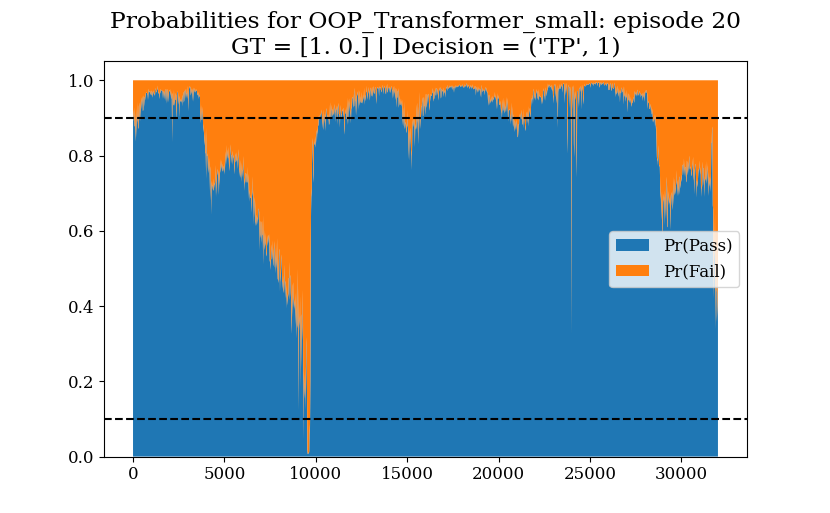 Probabilities for OOP_Transformer_small: episode 20
GT = [1. 0.] | Decision = ('TP', 1)
1.0
0.8
0.6
0.4
0.2
0.0
Pr(Pass)
Pr(Fail)
0 5000 10000 15000 20000 25000 30000